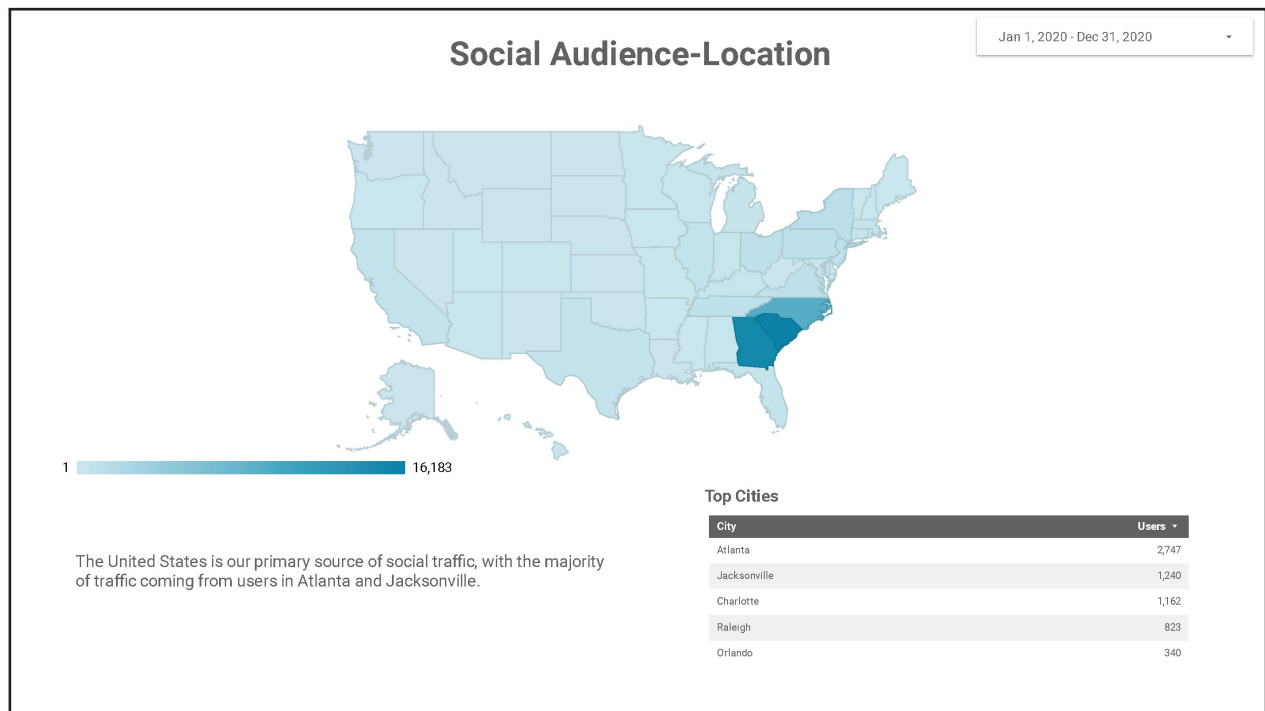 Jan 1, 2020 - Dec 31, 2020
Social Audience-Location
1
16,183
Top Cities
City Users
Atlanta 2,747
Jacksonville 1,240
Charlotte 1,162
Raleigh 823
Orlando 340
The United States is our primary source of social traffic, with the majority
of traffic coming from users in Atlanta and Jacksonville.